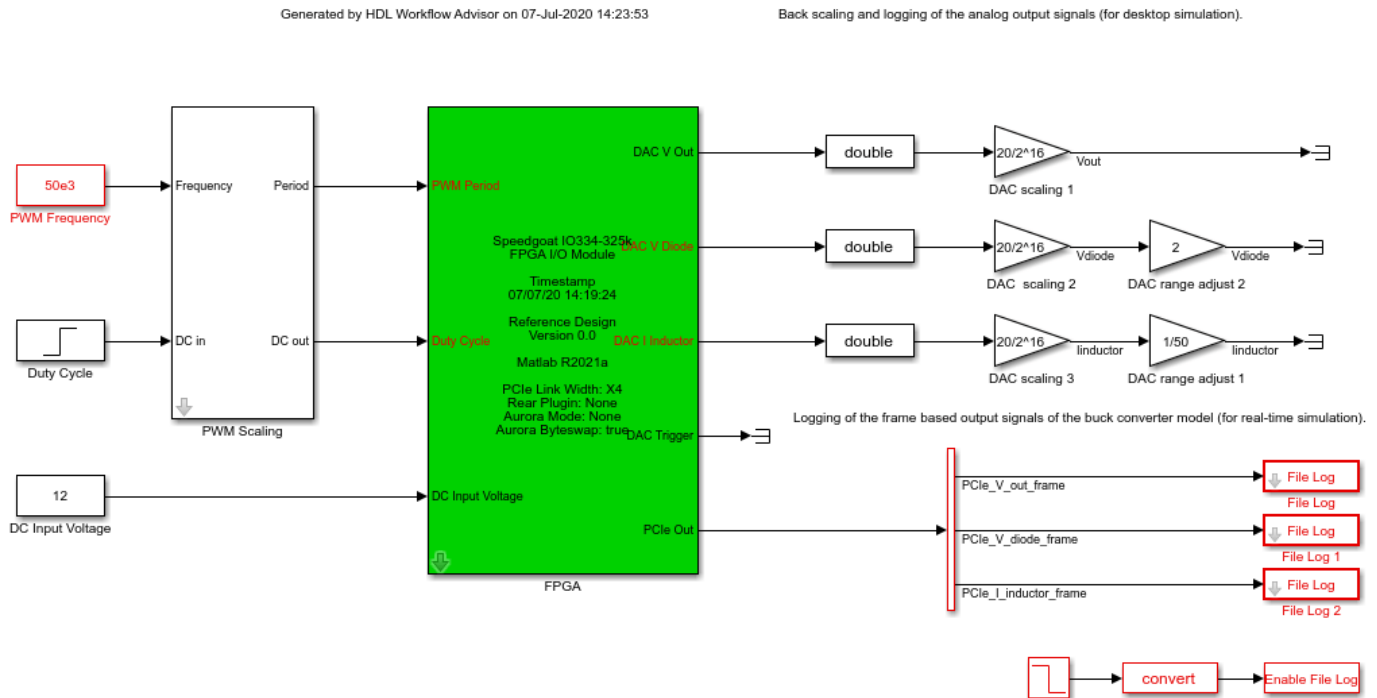 Generated by HDL Workflow Advisor on 07-Jul-2020 14:23:53
Back scaling and logging of the analog output signals (for desktop simulation).
50e3
PWM Frequency
Duty Cycle
12
DC Input Voltage
Frequency
Period
DC in
DC out
PWM Scaling
PWM Period
Duty Cycle
DC Input Voltage
Speedgoat IO334-325k
FPGA I/O Module
Timestamp
07/07/20 14:19:24
Reference Design
Version 0.0
Matlab R2021a
PCIe Link Width: X4
Rear Plugin: None
Aurora Mode: None
Aurora Byteswap: true
DAC V Out
DAC V Diode
DAC I Inductor
DAC Trigger
PCIe Out
FPGA
double
20/2^16
Vout
DAC scaling 1
double
20/2^16
Vdiode
2
Vdiode
DAC  scaling 2
DAC range adjust 2
double
20/2^16
Iinductor
1/50
Iinductor
DAC scaling 3
DAC range adjust 1
Logging of the frame based output signals of the buck converter model (for real-time simulation).
PCIe_V_out_frame
File Log
File Log
PCIe_V_diode_frame
File Log
File Log 1
PCIe_I_inductor_frame
File Log
File Log 2
convert
Enable File Log